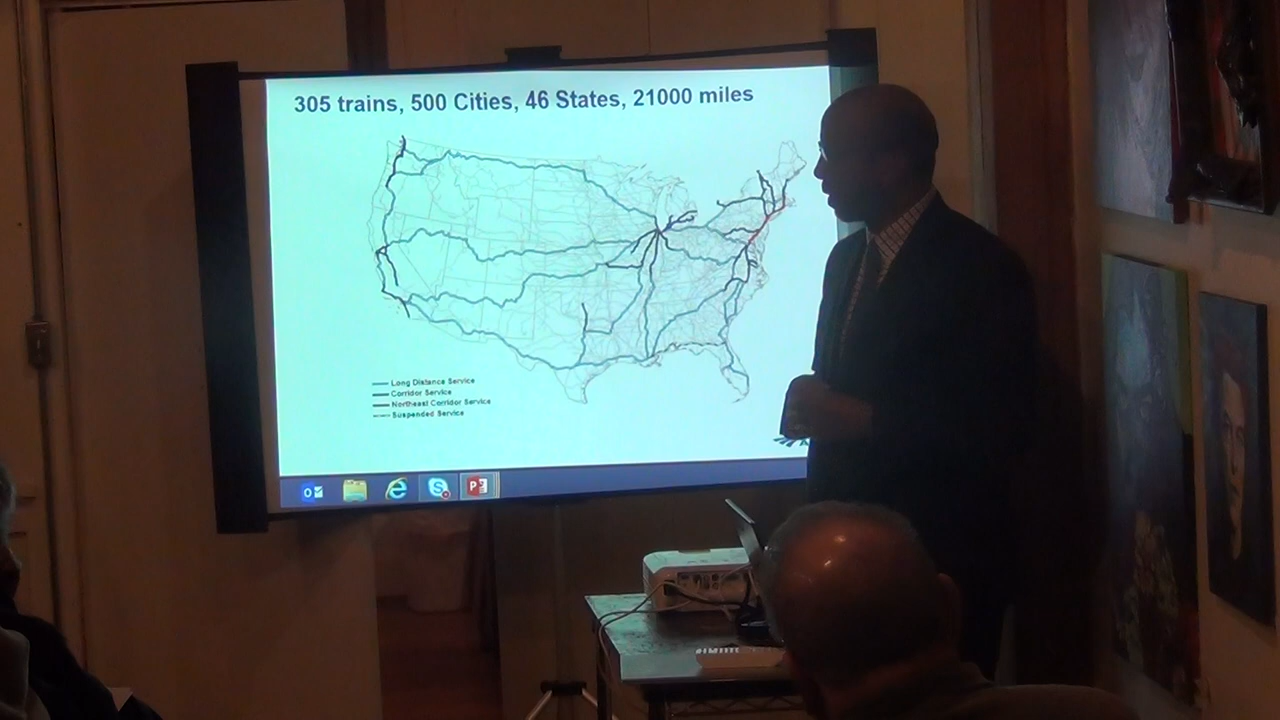 305 trains, 500 Cities, 46 States, 21000 miles
Long Distance Service
Corridor Service
Northeast Corridor Service
Suspended Service